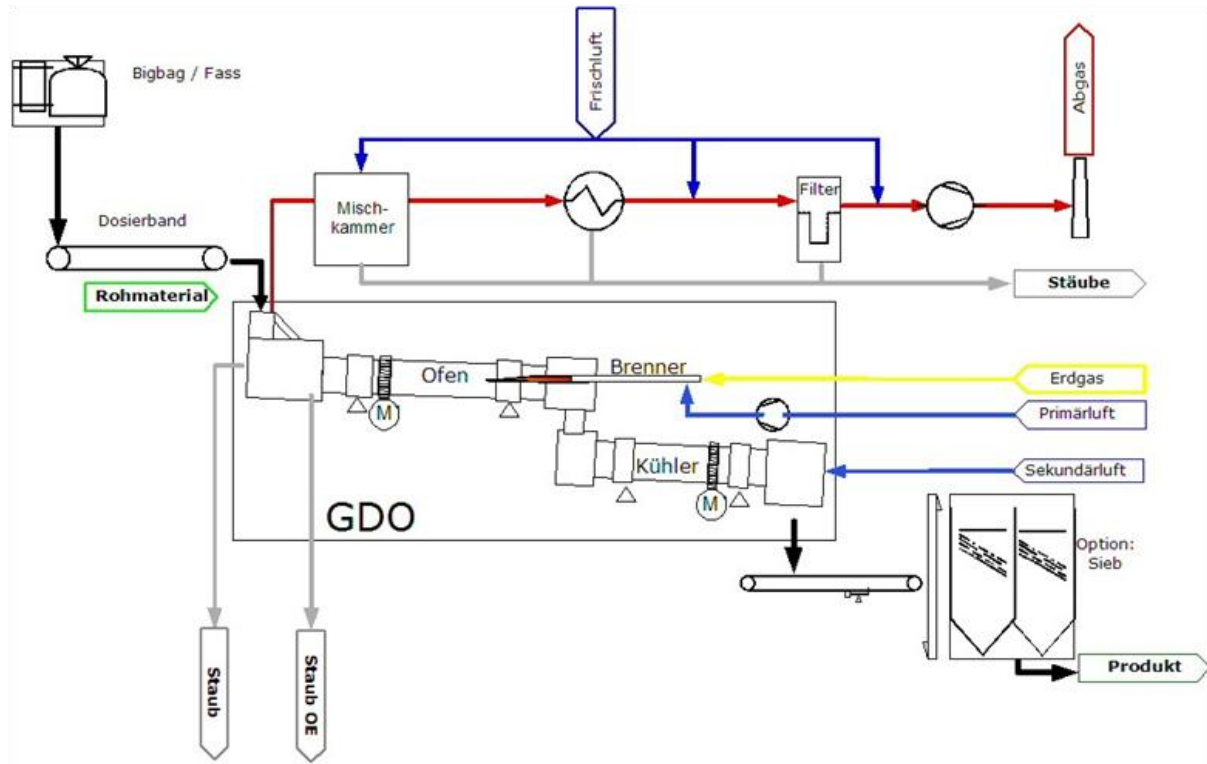 Bigbag / Fass
Frischluft
Abgas
Misch-
kammer
Filter
Dosierband
Rohmaterial
Stäube
Ofen
Brenner
Erdgas
M
Primärluft
Kühler
Sekundärluft
M
GDO
Option:
Sieb
Staub
Staub OE
Produkt